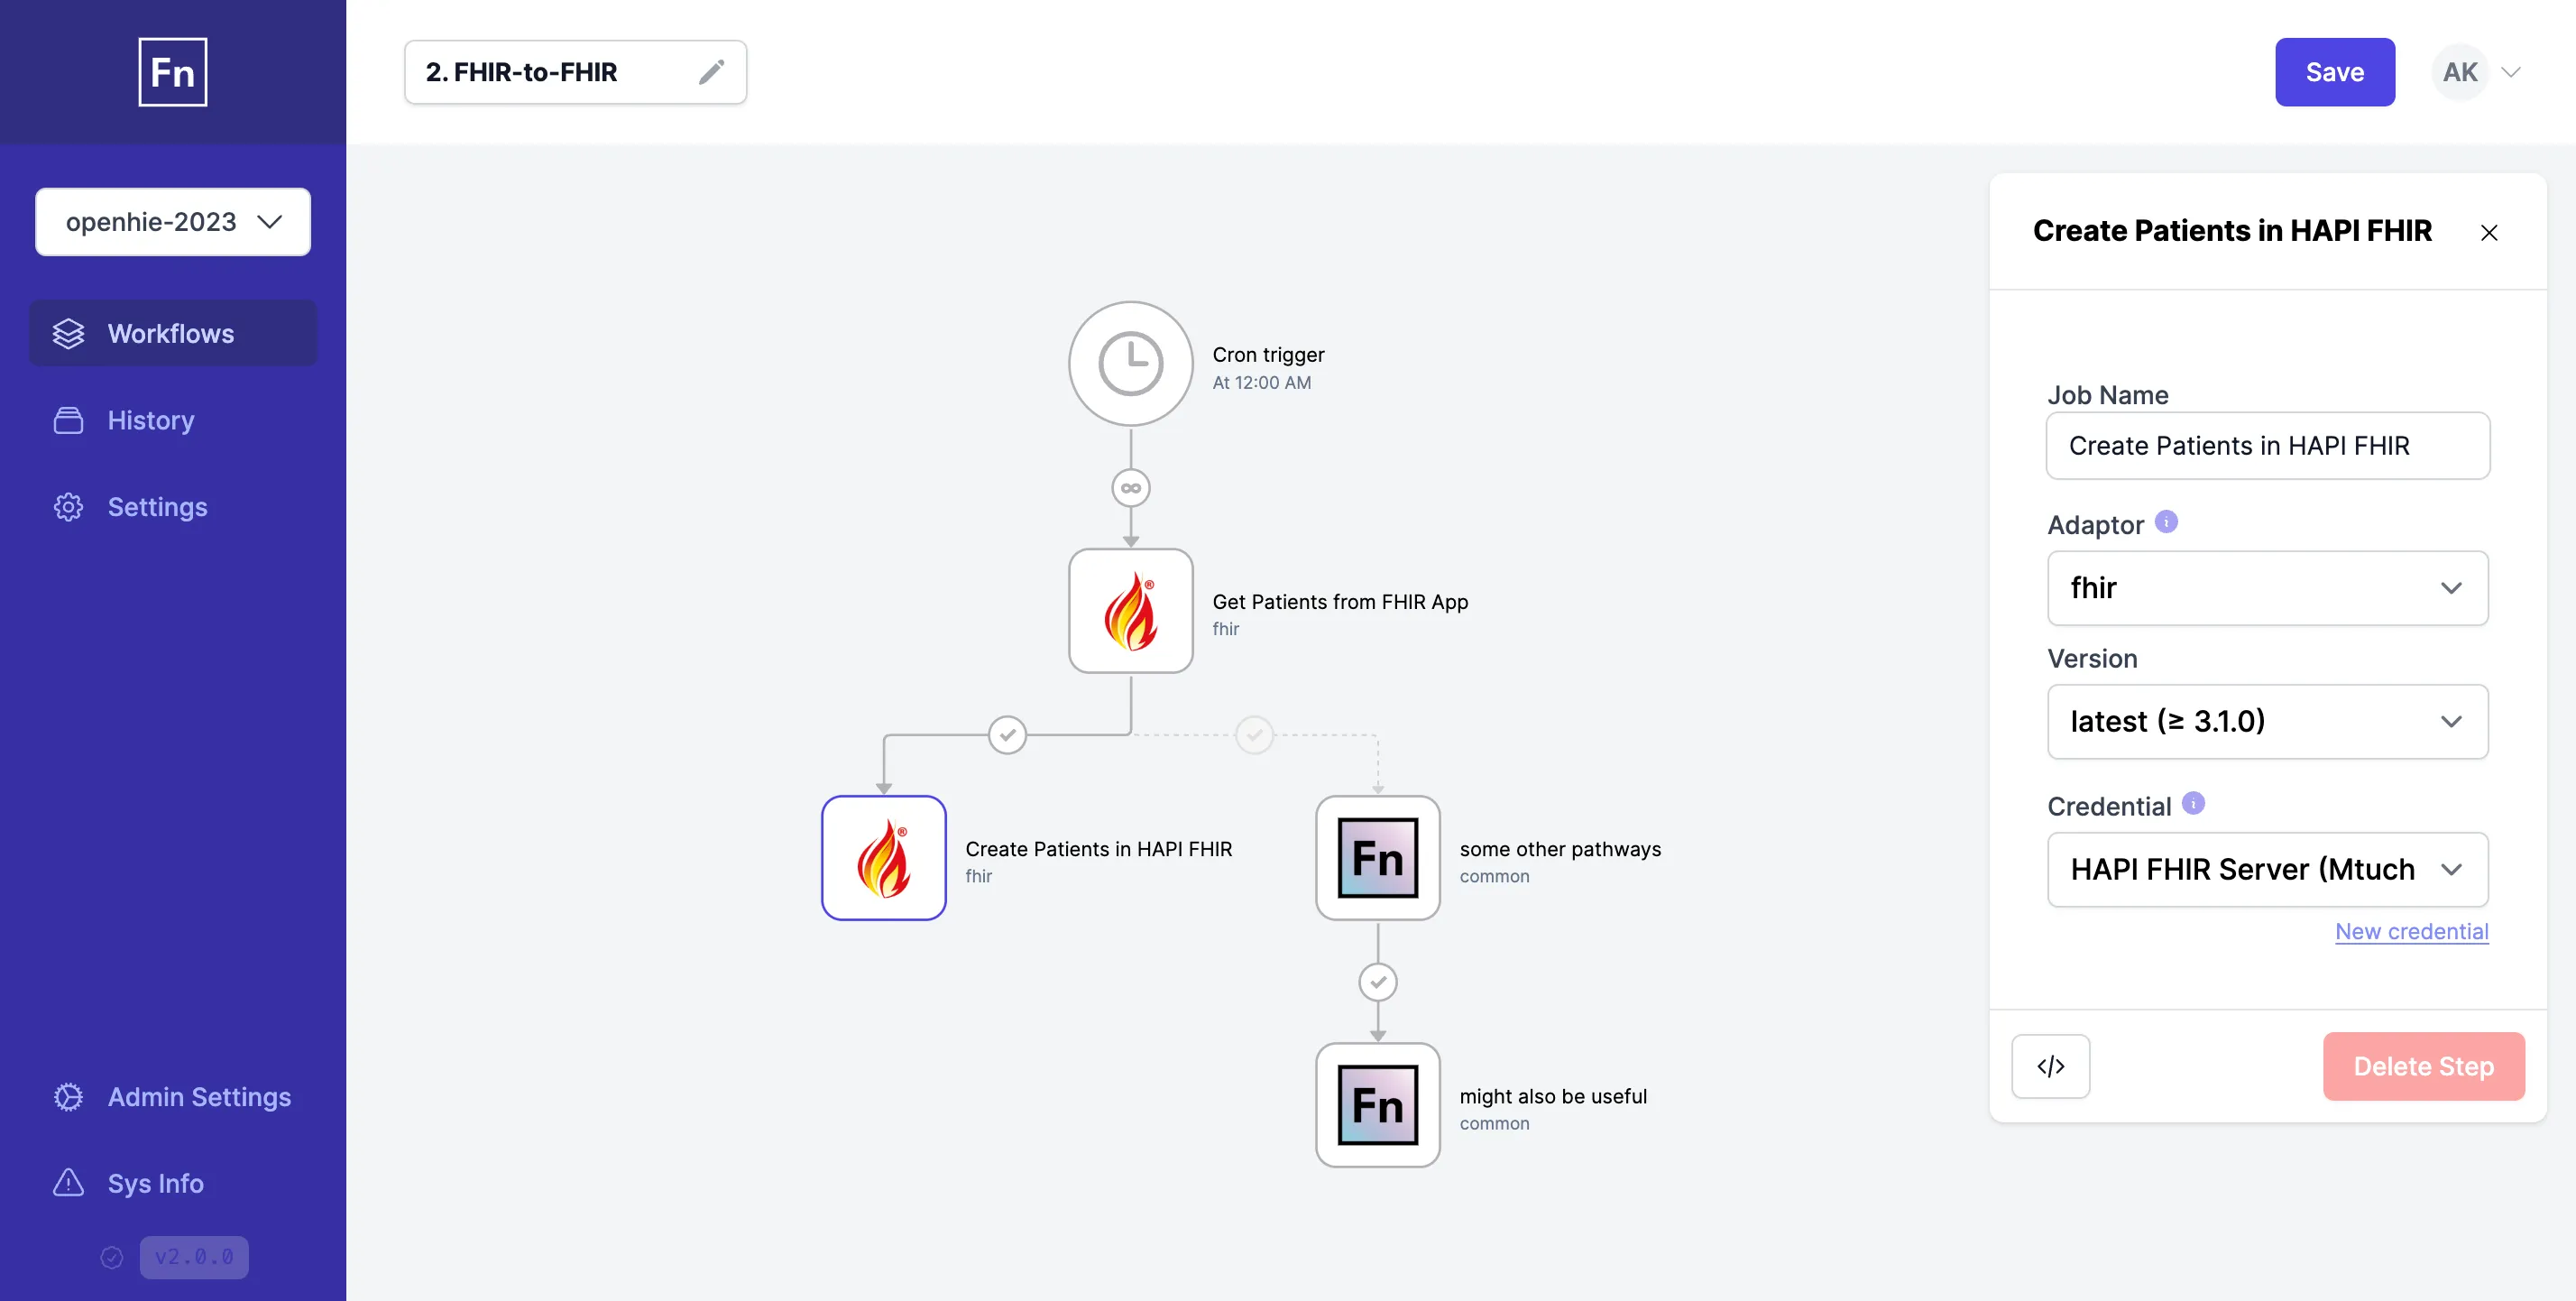 Fn
2. FHIR-to-FHIR
Save
AK
openhie-2023
Workflows
History
Settings
Admin Settings
Sys Info
v2.0.0
Cron trigger
At 12:00 AM
Get Patients from FHIR App
fhir
®
Create Patients in HAPI FHIR
fhir
®
Fn
some other pathways
common
Fn
might also be useful
common
Create Patients in HAPI FHIR
Job Name
Create Patients in HAPI FHIR
Adaptor
fhir
Version
latest (≥ 3.1.0)
Credential
HAPI FHIR Server (Mtuch
New credential
</>
Delete Step